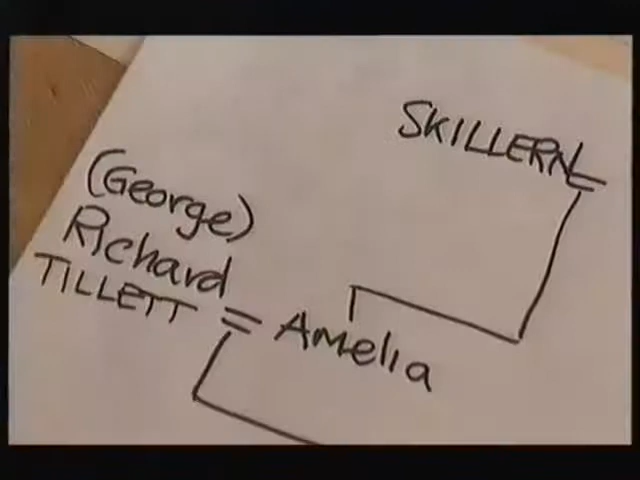 SKILLERN =
(George)
Richard
TILLETT = Amelia